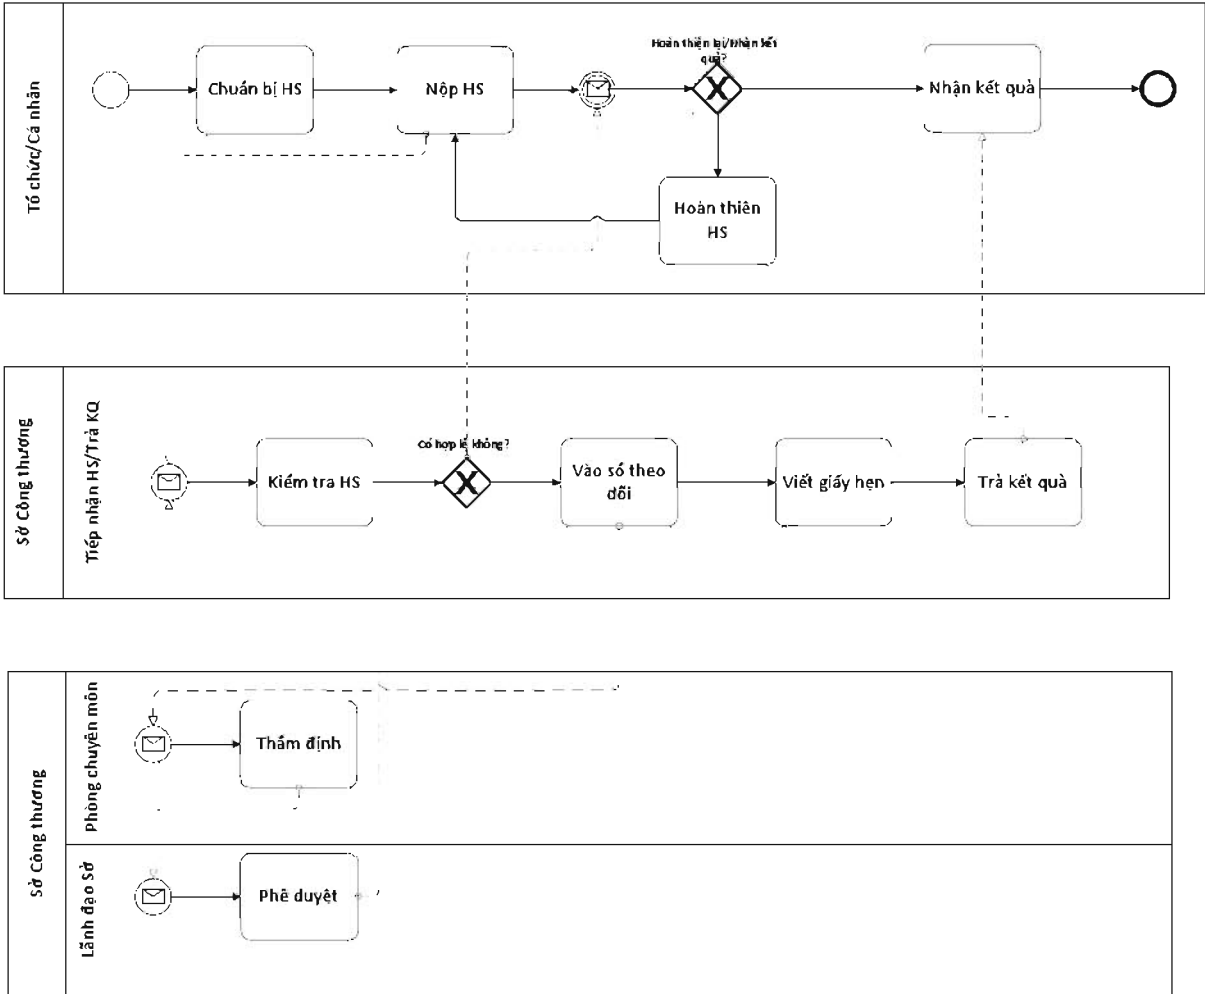 Tổ chức/Cá nhân
Chuẩn bị HS
Nộp HS
Hoàn thiện lại/Nhận kết
quả?
Nhận kết quả
Hoàn thiên
HS
Sở Công thương
Tiếp nhận HS/Trả KQ
Kiểm tra HS
Có hợp lệ không?
Vào sổ theo
dõi
Viết giấy hẹn
Trả kết quả
Sở Công thương
Phòng chuyên môn
Thẩm định
Lãnh đạo Sở
Phê duyệt